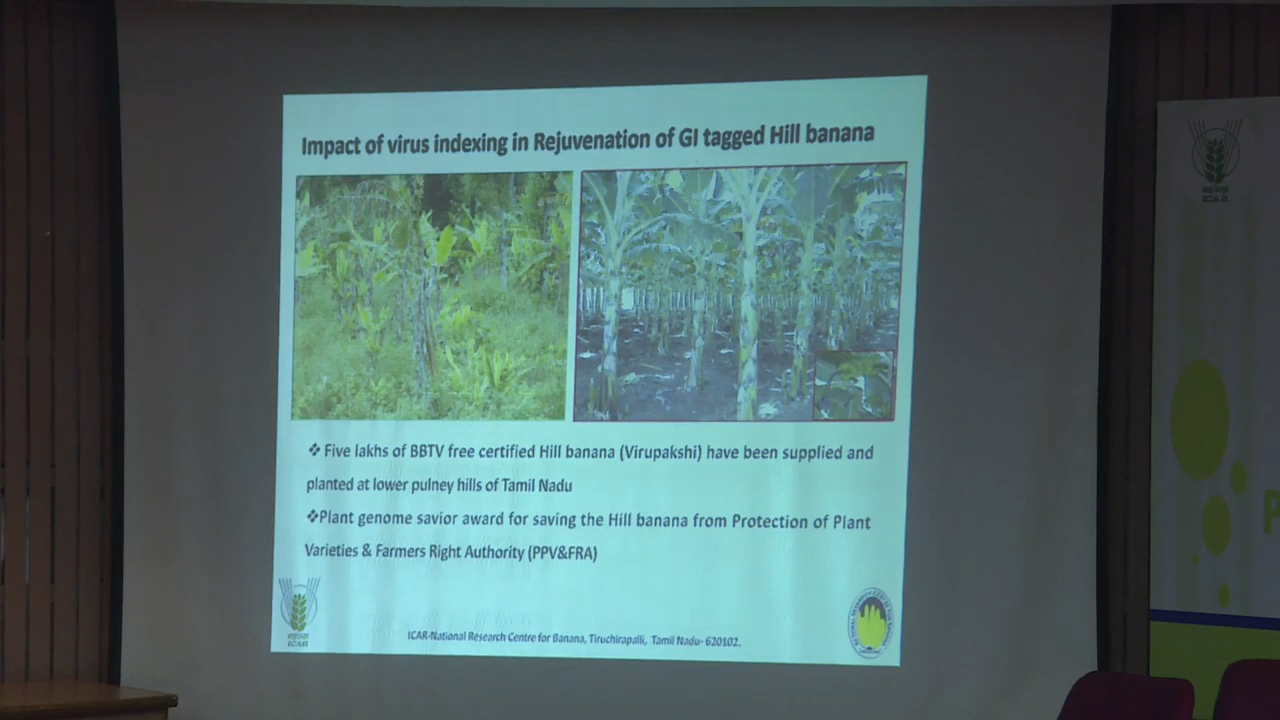 Impact of virus indexing in Rejuvenation of GI tagged Hill banana
❖ Five lakhs of BBTV free certified Hill banana (Virupakshi) have been supplied and
planted at lower pulney hills of Tamil Nadu
❖Plant genome savior award for saving the Hill banana from Protection of Plant
Varieties & Farmers Right Authority (PPV&FRA)
ICAR-National Research Centre for Banana, Tiruchirapalli, Tamil Nadu- 620102.
ICAR
ICAR